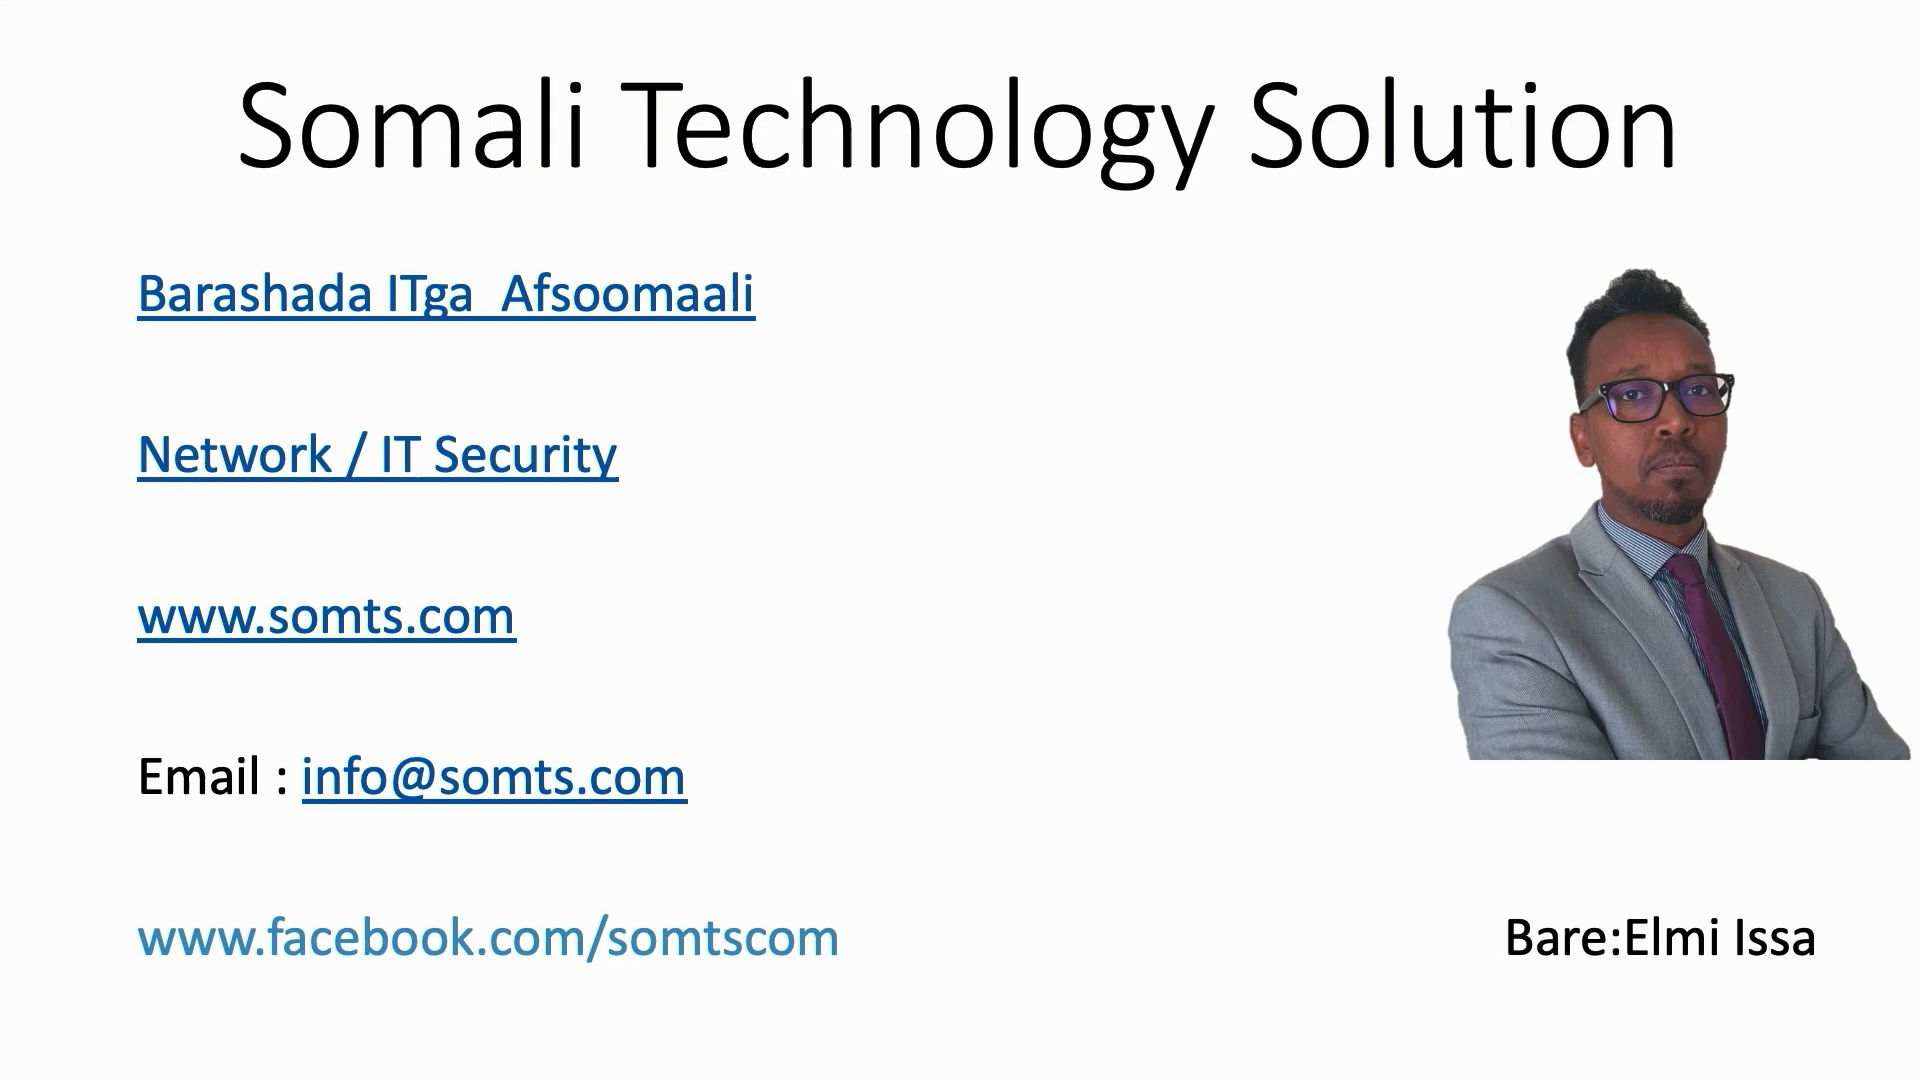 Somali Technology Solution
Barashada ITga  Afsoomaali
Network / IT Security
www.somts.com
Email : info@somts.com
www.facebook.com/somtscom
Bare:Elmi Issa